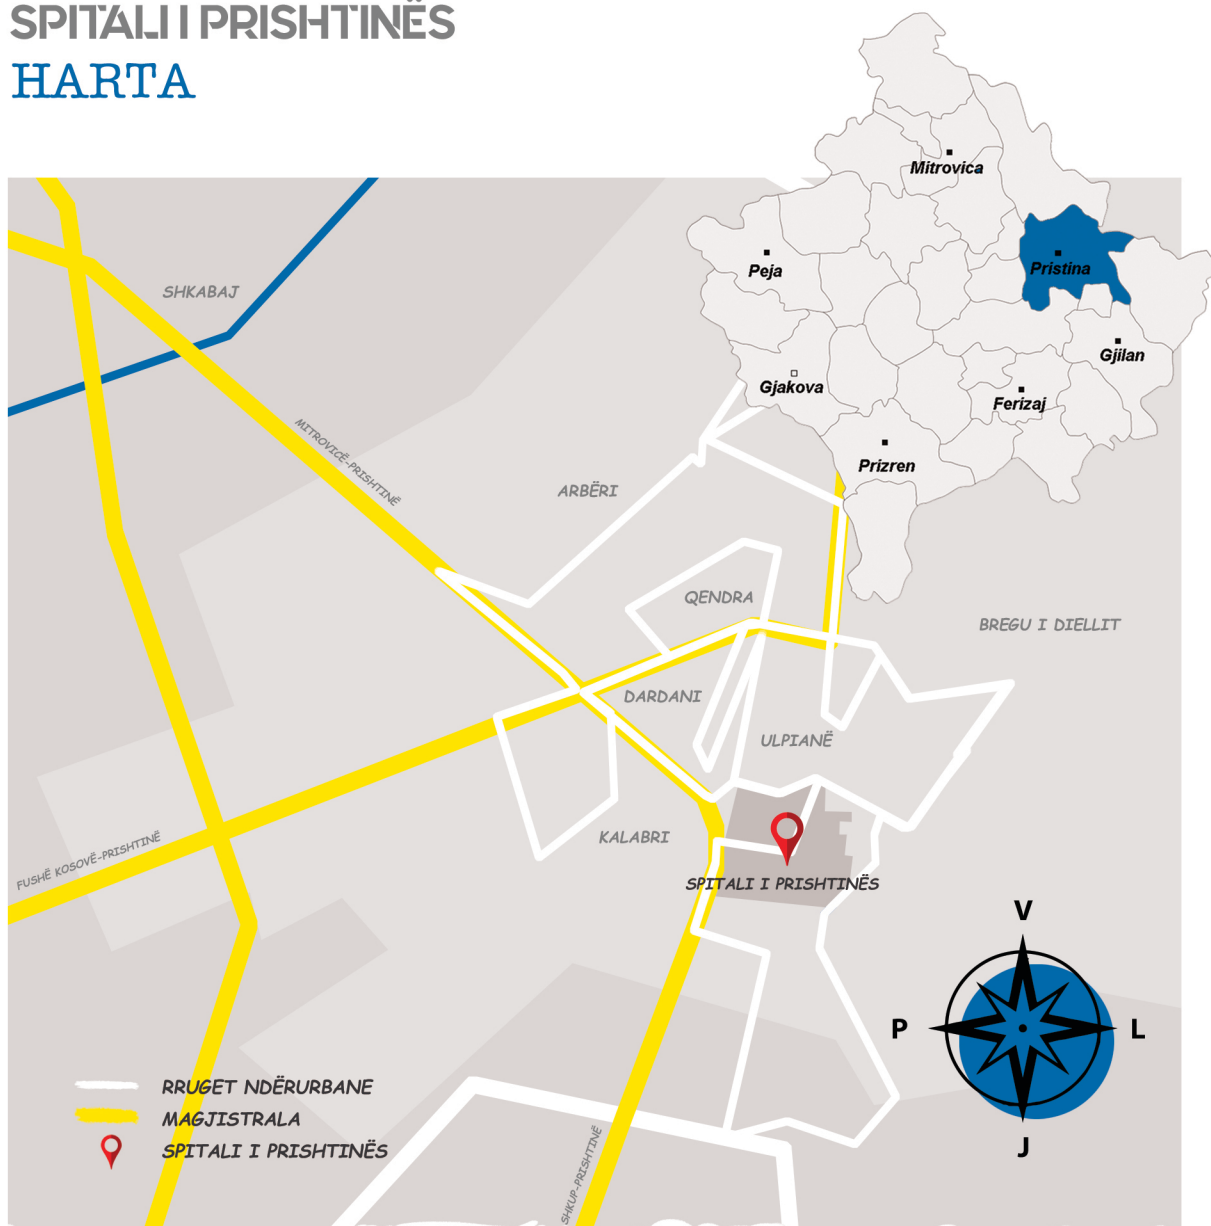 SPITALI I PRISHTINËS
HARTA
Mitrovica
Peja
Pristina
Gjakova
Gjilan
Ferizaj
Prizren
SHKABAJ
MITROVICË-PRISHTINË
ARBËRI
QENDRA
BREGU I DIELLIT
DARDANI
ULPIANË
KALABRI
FUSHË KOSOVË-PRISHTINË
SPITALI I PRISHTINËS
V
P
L
J
RRUGET NDËRURBANE
MAGJISTRALA
SPITALI I PRISHTINËS
SHKUP-PRISHTINË